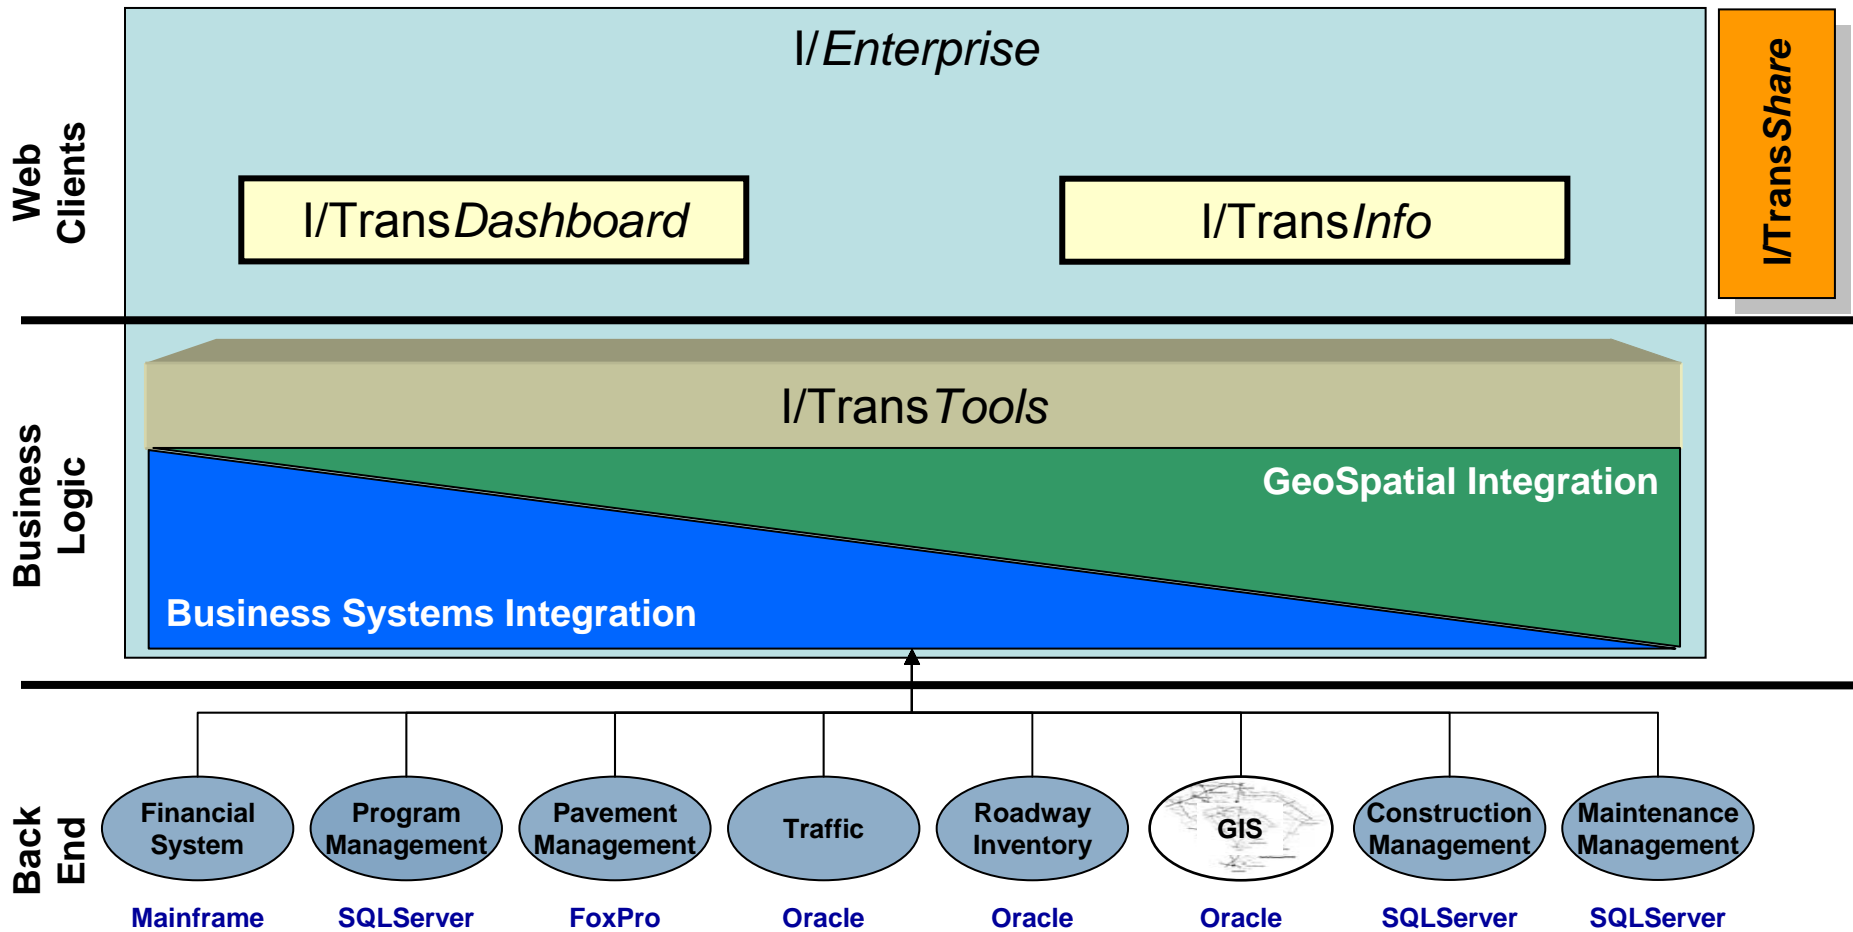 I/Enterprise
I/TransShare
Web
Clients
I/TransDashboard
I/TransInfo
Business
Logic
I/TransTools
GeoSpatial Integration
Business Systems Integration
Back
End
Financial
System
Program
Management
Pavement
Management
Traffic
Roadway
Inventory
GIS
Construction
Management
Maintenance
Management
Mainframe
SQLServer
FoxPro
Oracle
Oracle
Oracle
SQLServer
SQLServer